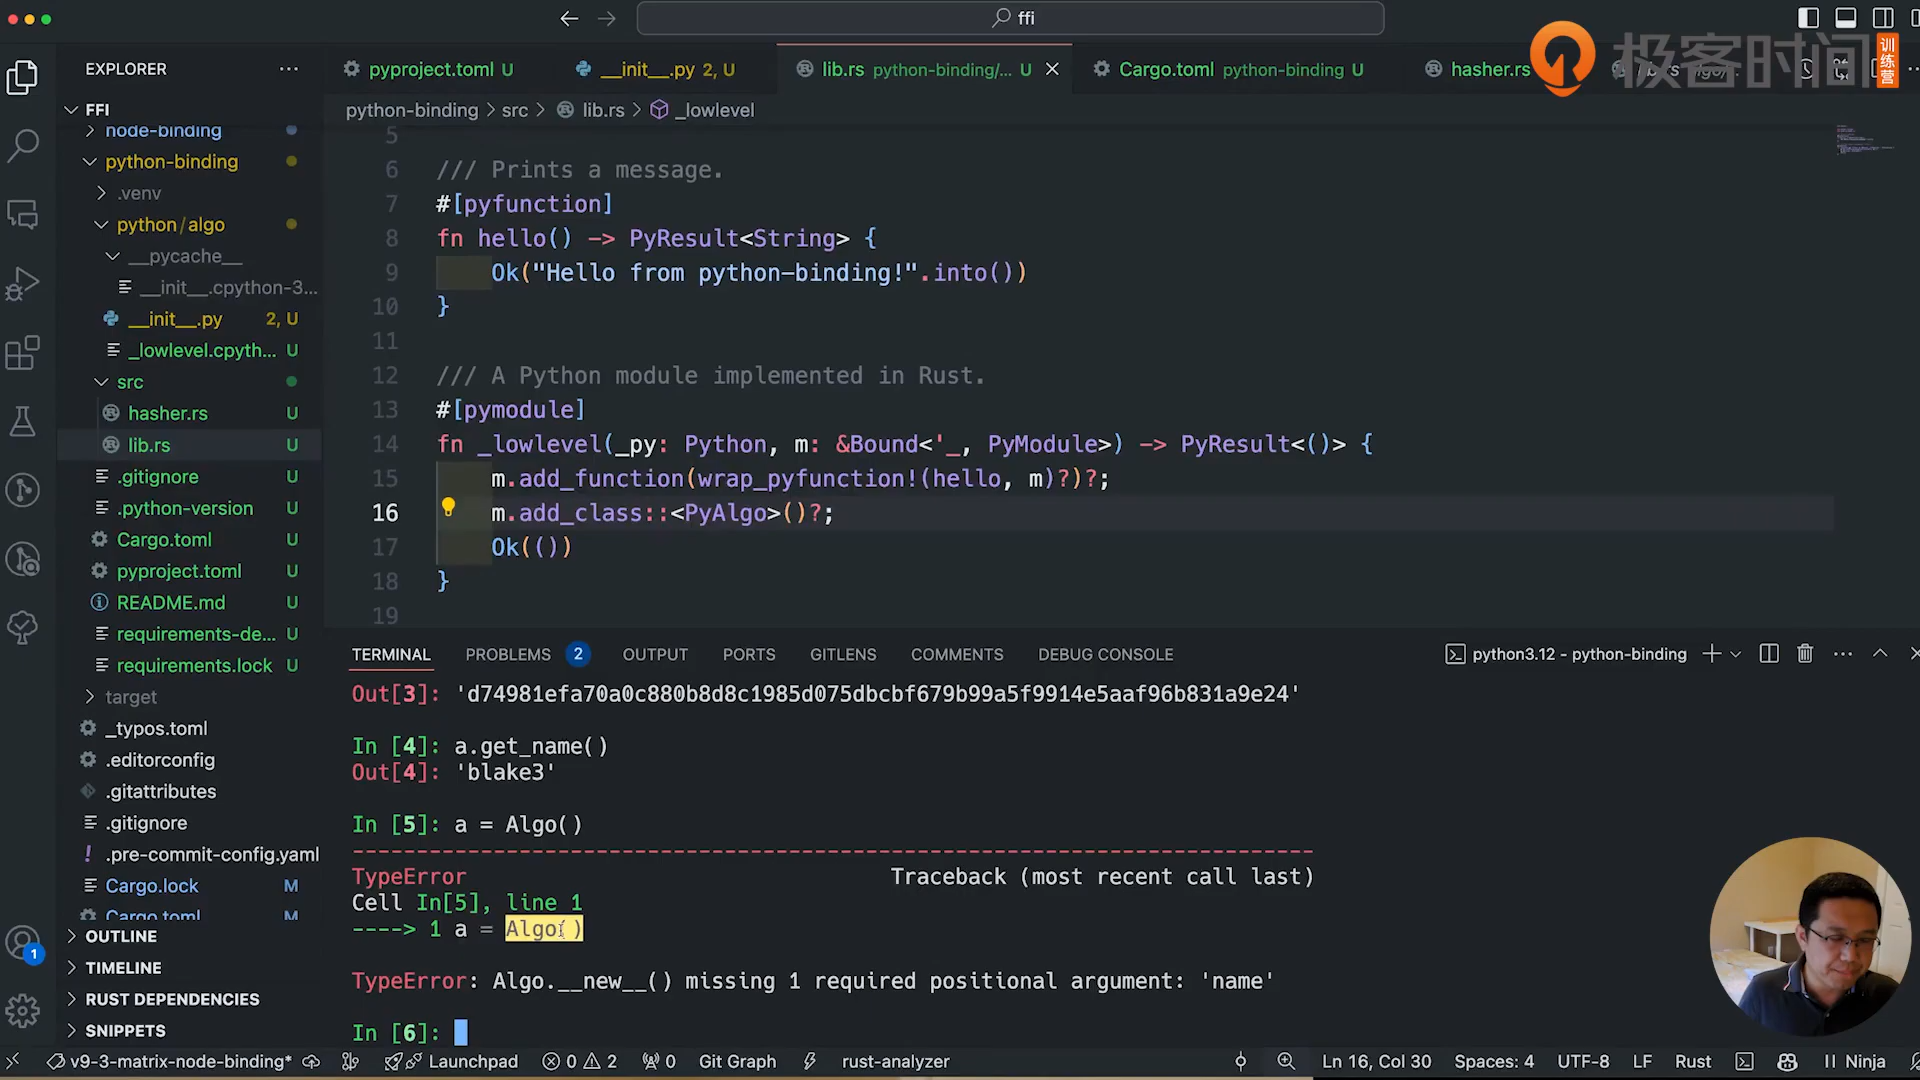 ffi
极客时间 训练营
EXPLORER
pyproject.toml U
__init__.py 2, U
lib.rs python-binding/... U
Cargo.toml python-binding U
hasher.rs
FFI
python-binding > src > lib.rs > _lowlevel
node-binding
python-binding
.venv
python/algo
__pycache__
__init__.cpython-3...
__init__.py 2, U
_lowlevel.cpyth... U
src
hasher.rs U
lib.rs U
.gitignore U
.python-version U
Cargo.toml U
pyproject.toml U
README.md U
requirements-de... U
requirements.lock U
target
_typos.toml
.editorconfig
.gitattributes
.gitignore
.pre-commit-config.yaml
Cargo.lock M
Cargo.toml M
OUTLINE
TIMELINE
RUST DEPENDENCIES
SNIPPETS
5
6 /// Prints a message.
7 #[pyfunction]
8 fn hello() -> PyResult<String> {
9 Ok("Hello from python-binding!".into())
10 }
11
12 /// A Python module implemented in Rust.
13 #[pymodule]
14 fn _lowlevel(_py: Python, m: &Bound<'_, PyModule>) -> PyResult<()> {
15 m.add_function(wrap_pyfunction!(hello, m)?)?;
16 m.add_class::<PyAlgo>()?;
17 Ok(())
18 }
19
TERMINAL PROBLEMS 2 OUTPUT PORTS GITLENS COMMENTS DEBUG CONSOLE
python3.12 - python-binding
Out[3]: 'd74981efa70a0c880b8d8c1985d075dbcbf679b99a5f9914e5aaf96b831a9e24'
In [4]: a.get_name()
Out[4]: 'blake3'
In [5]: a = Algo()
---------------------------------------------------------------------------
TypeError Traceback (most recent call last)
Cell In[5], line 1
----> 1 a = Algo()
TypeError: Algo.__new__() missing 1 required positional argument: 'name'
In [6]:
1
v9-3-matrix-node-binding* Launchpad 0 2 0 Git Graph rust-analyzer
Ln 16, Col 30 Spaces: 4 UTF-8 LF Rust Ninja